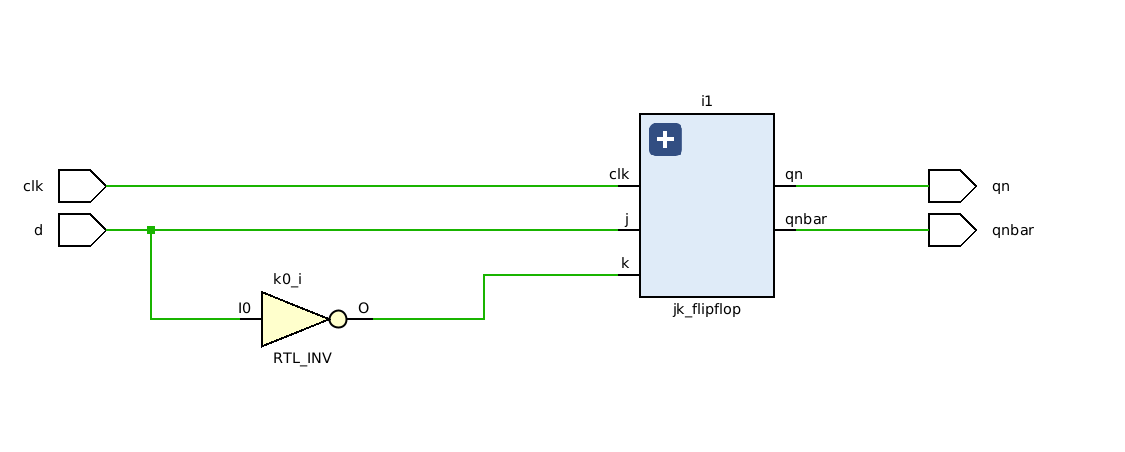 i1
clk
clk
qn
qn
d
j
qnbar
qnbar
k
k0_i
I0
O
jk_flipflop
RTL_INV